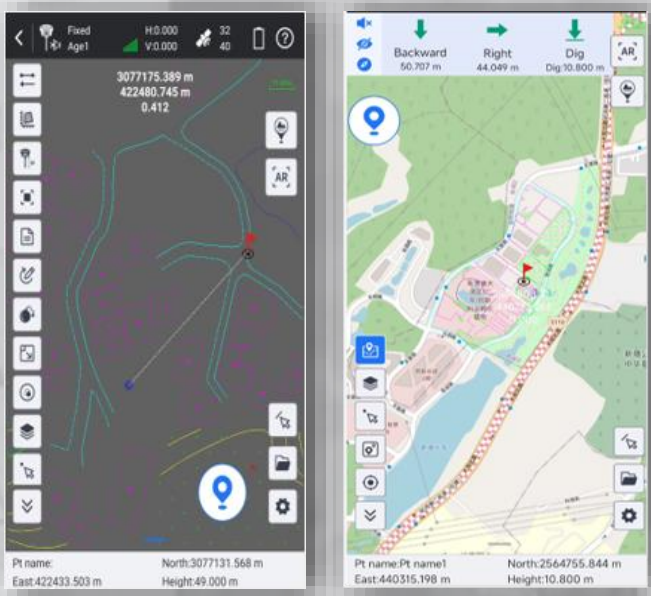 Fixed
Age1
H:0.000
V:0.000
32
40
3077175.389 m
422480.745 m
0.412
AR
Pt name:
North:3077131.568 m
East:422433.503 m
Height:49.000 m
Backward
50.707 m
Right
44.049 m
Dig
Dig:10.800 m
AR
Pt name:Pt name1
North:2564755.844 m
East:440315.198 m
Height:10.800 m